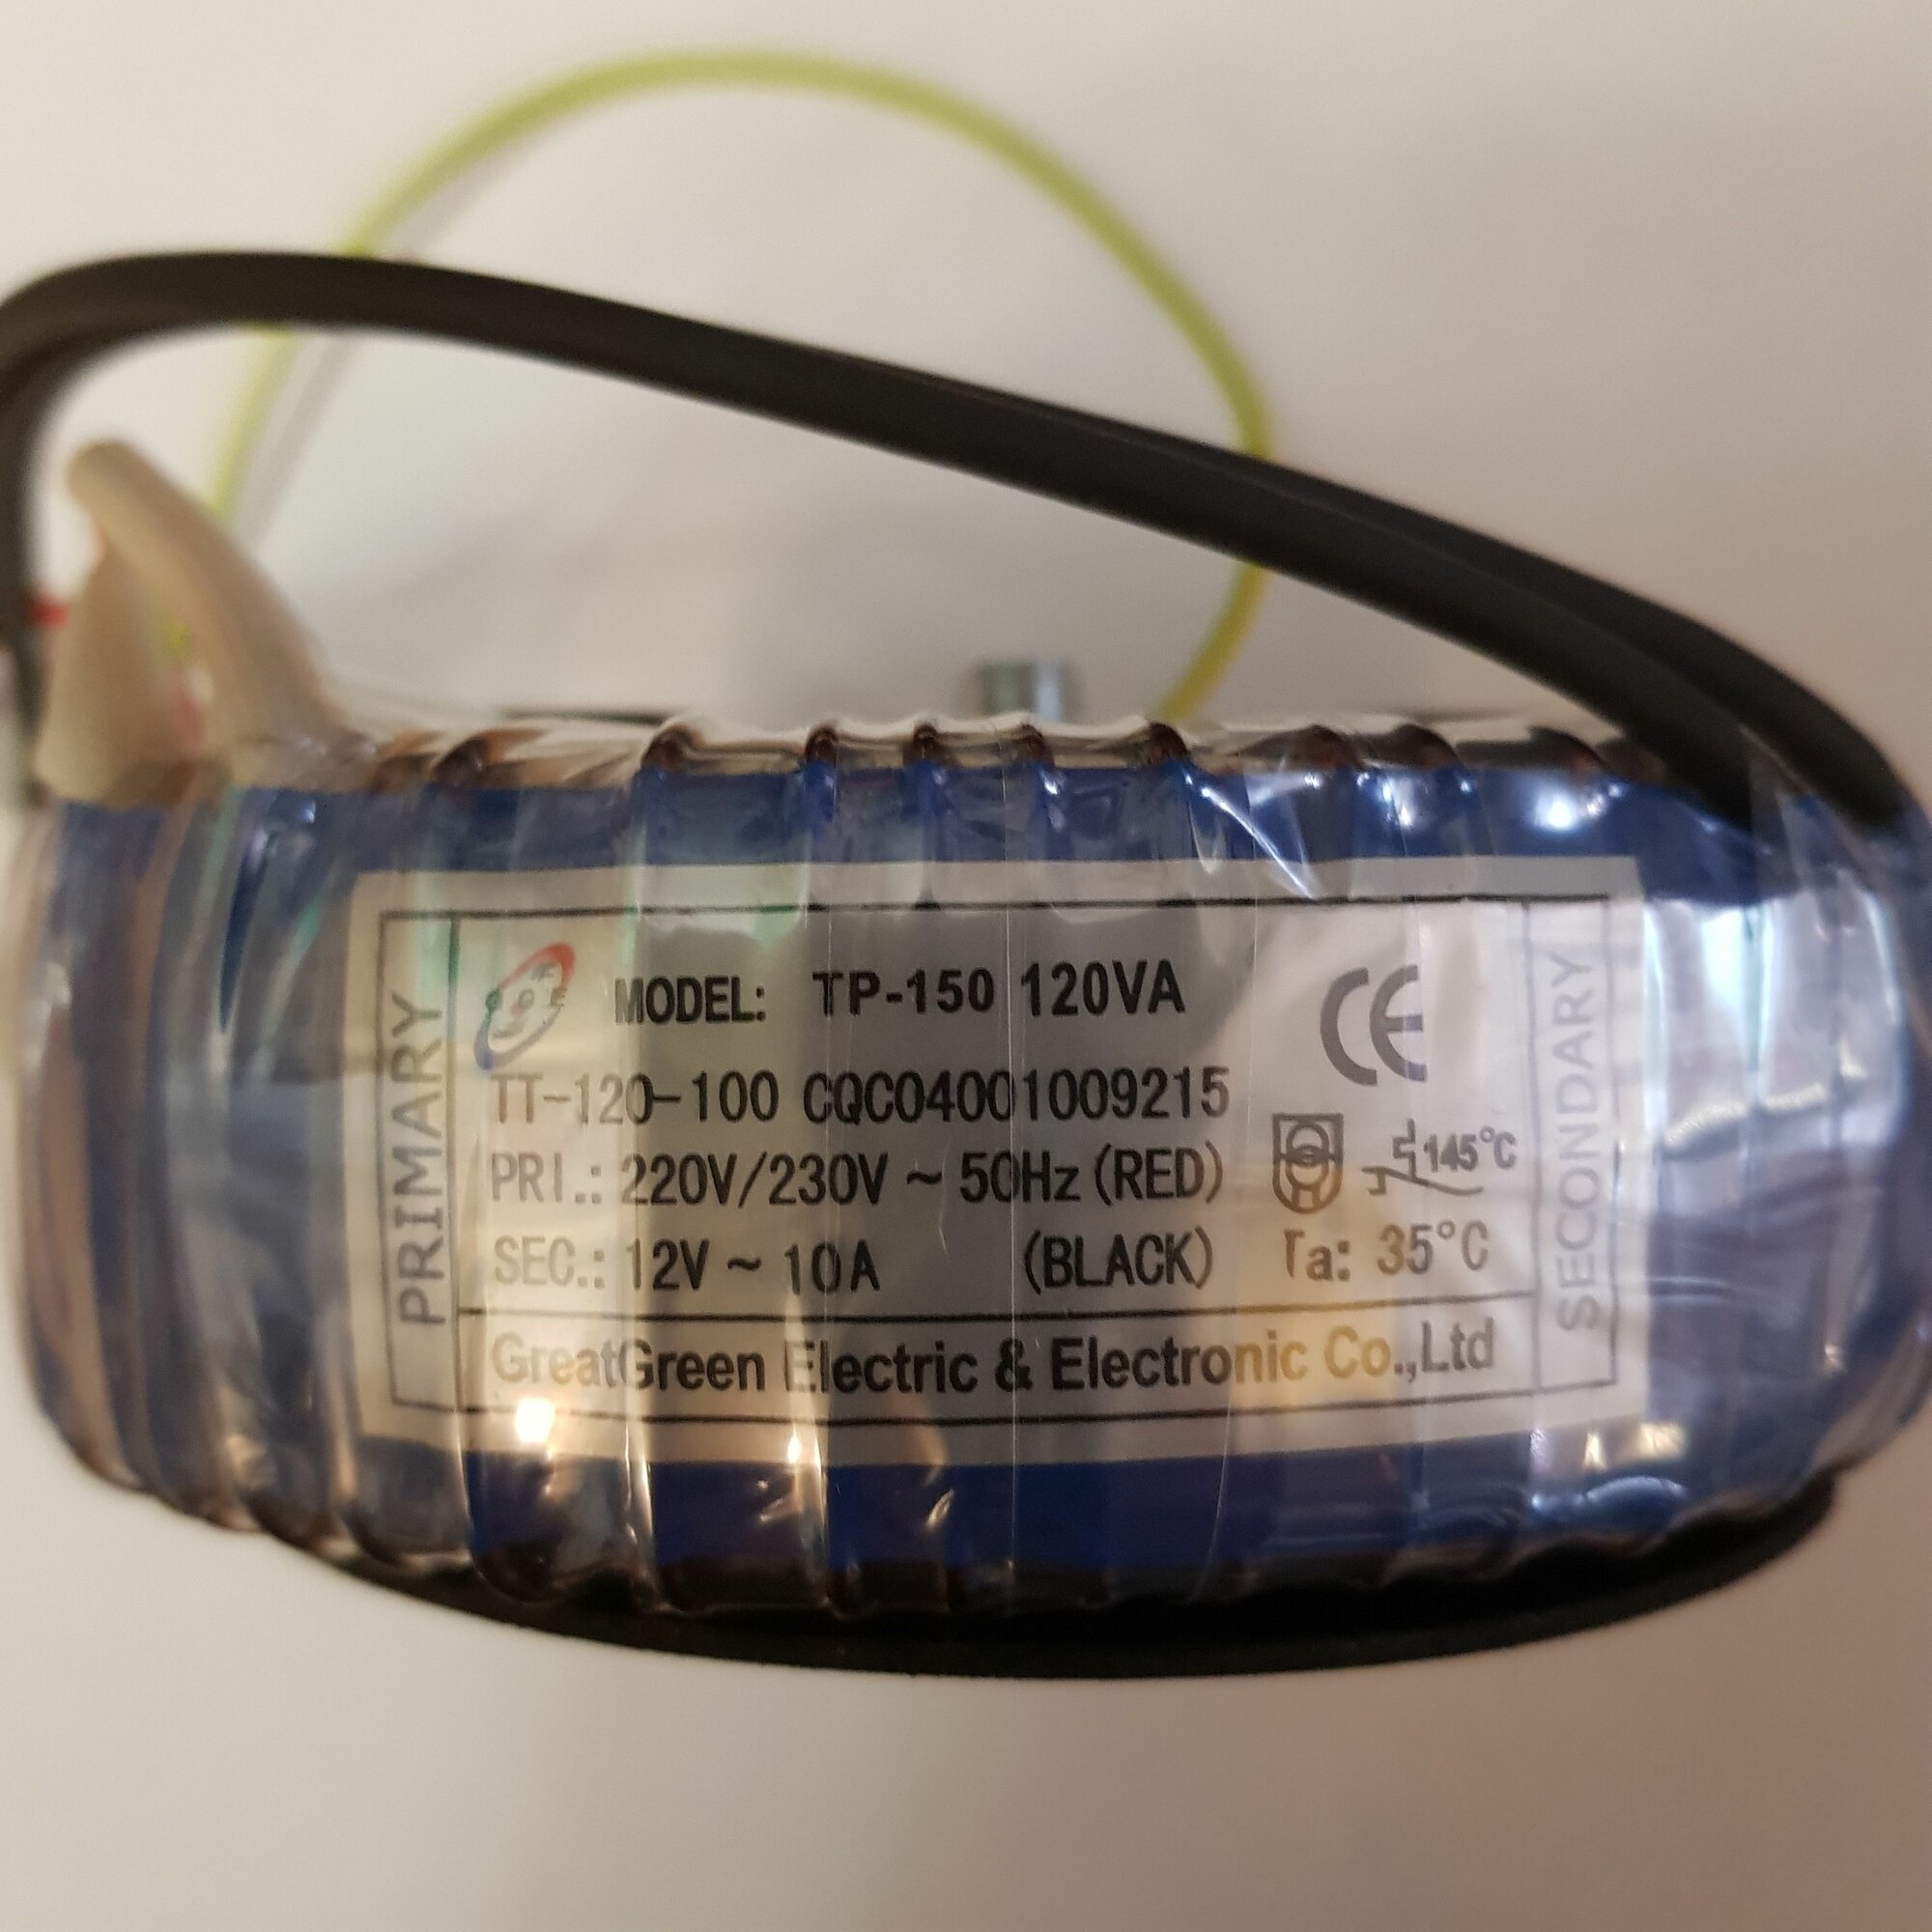 PRIMARY
MODEL: TP-150 120VA
CE
TT-120-100 CQC04001009215
PRI.: 220V/230V ~ 50Hz (RED)
145°C
SEC.: 12V ~ 10A (BLACK)
Ta: 35°C
GreatGreen Electric & Electronic Co.,Ltd
SECONDARY